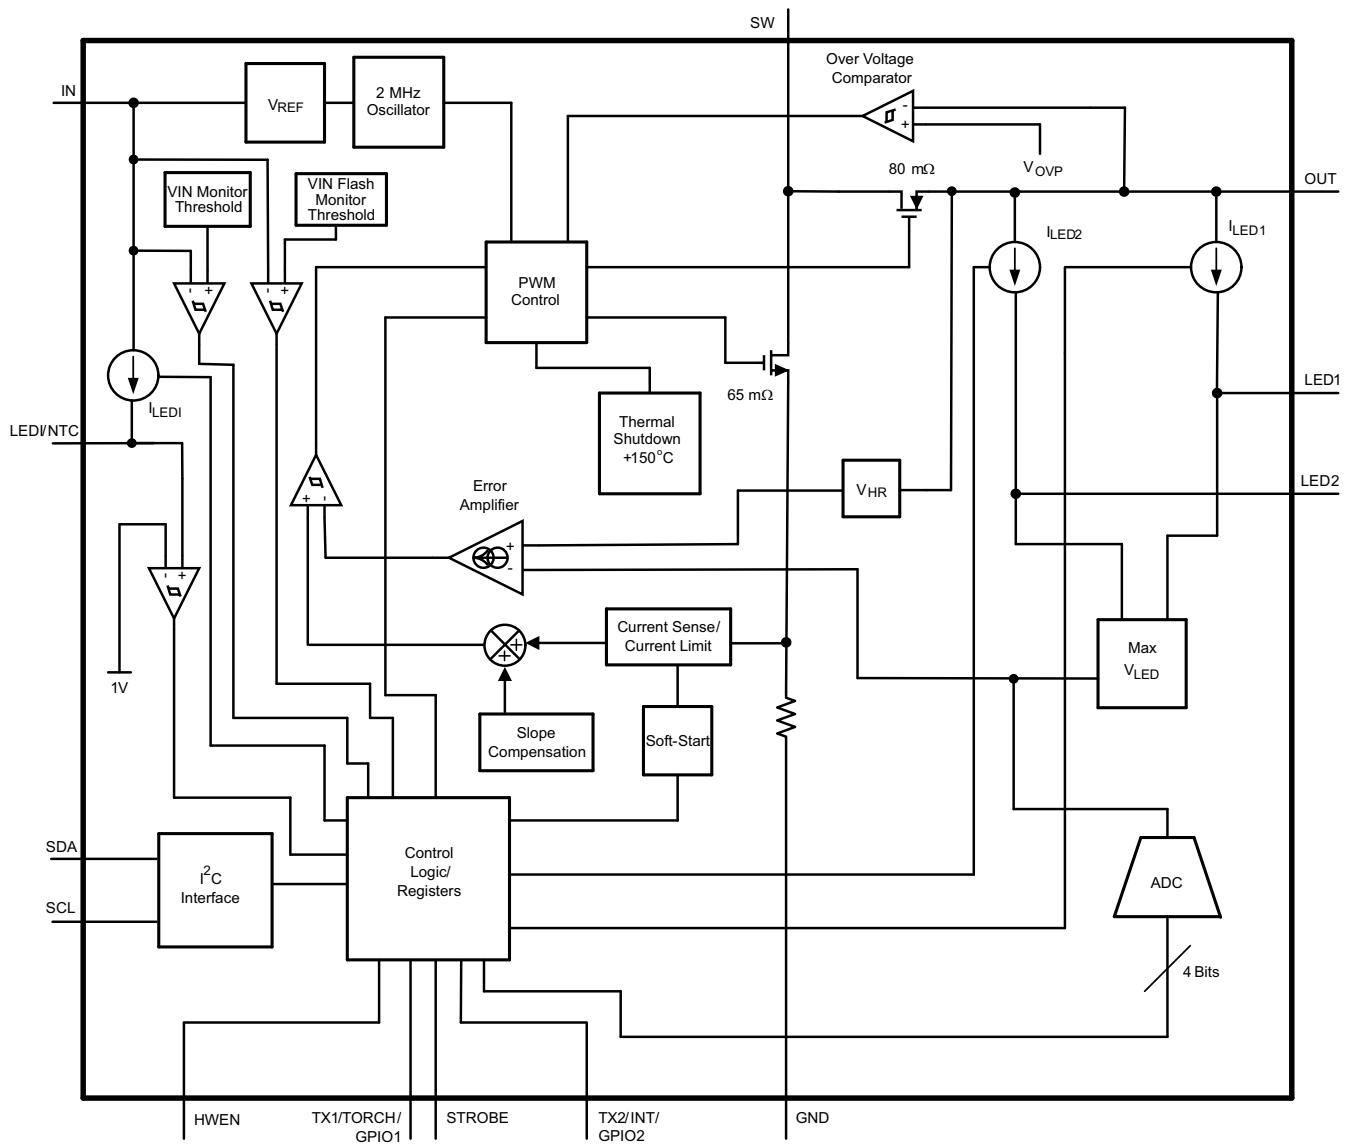 SW
Over Voltage
Comparator
IN
VREF
2 MHz
Oscillator
-
+
VOVP
80 mΩ
OUT
VIN Monitor
Threshold
VIN Flash
Monitor
Threshold
ILED2
ILED1
- +
- +
PWM
Control
ILEDI
65 mΩ
LED1
LEDI/NTC
Thermal
Shutdown
+150°C
VHR
LED2
Error
Amplifier
+ -
+
-
- +
1V
Current Sense/
Current Limit
+
+
Max
VLED
Slope
Compensation
Soft-Start
SDA
I2C
Interface
SCL
Control
Logic/
Registers
ADC
4 Bits
HWEN
TX1/TORCH/
GPIO1
STROBE
TX2/INT/
GPIO2
GND